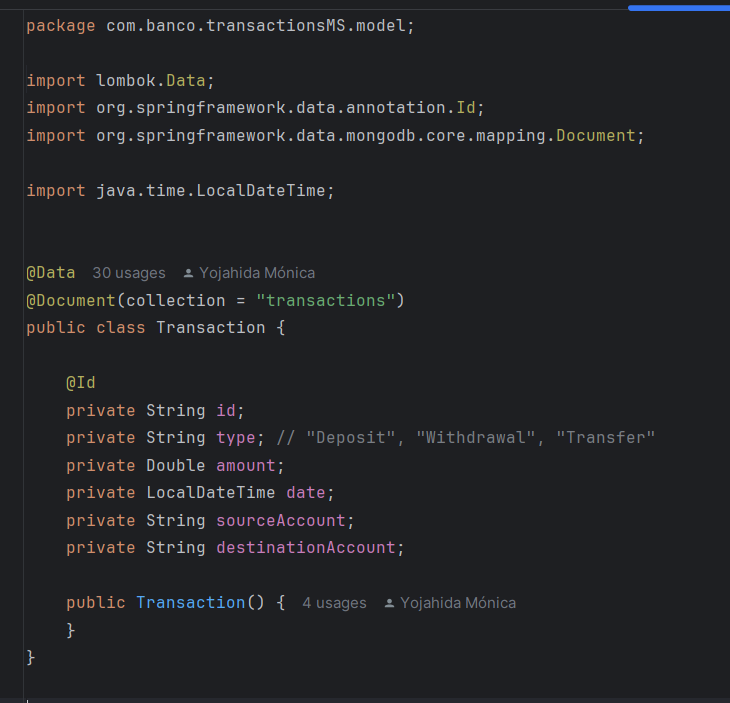 package com.banco.transactionsMS.model;
import lombok.Data;
import org.springframework.data.annotation.Id;
import org.springframework.data.mongodb.core.mapping.Document;
import java.time.LocalDateTime;
@Data 30 usages Yojahida Mónica
@Document(collection = "transactions")
public class Transaction {
@Id
private String id;
private String type; // "Deposit", "Withdrawal", "Transfer"
private Double amount;
private LocalDateTime date;
private String sourceAccount;
private String destinationAccount;
public Transaction() { 4 usages Yojahida Mónica
}
}